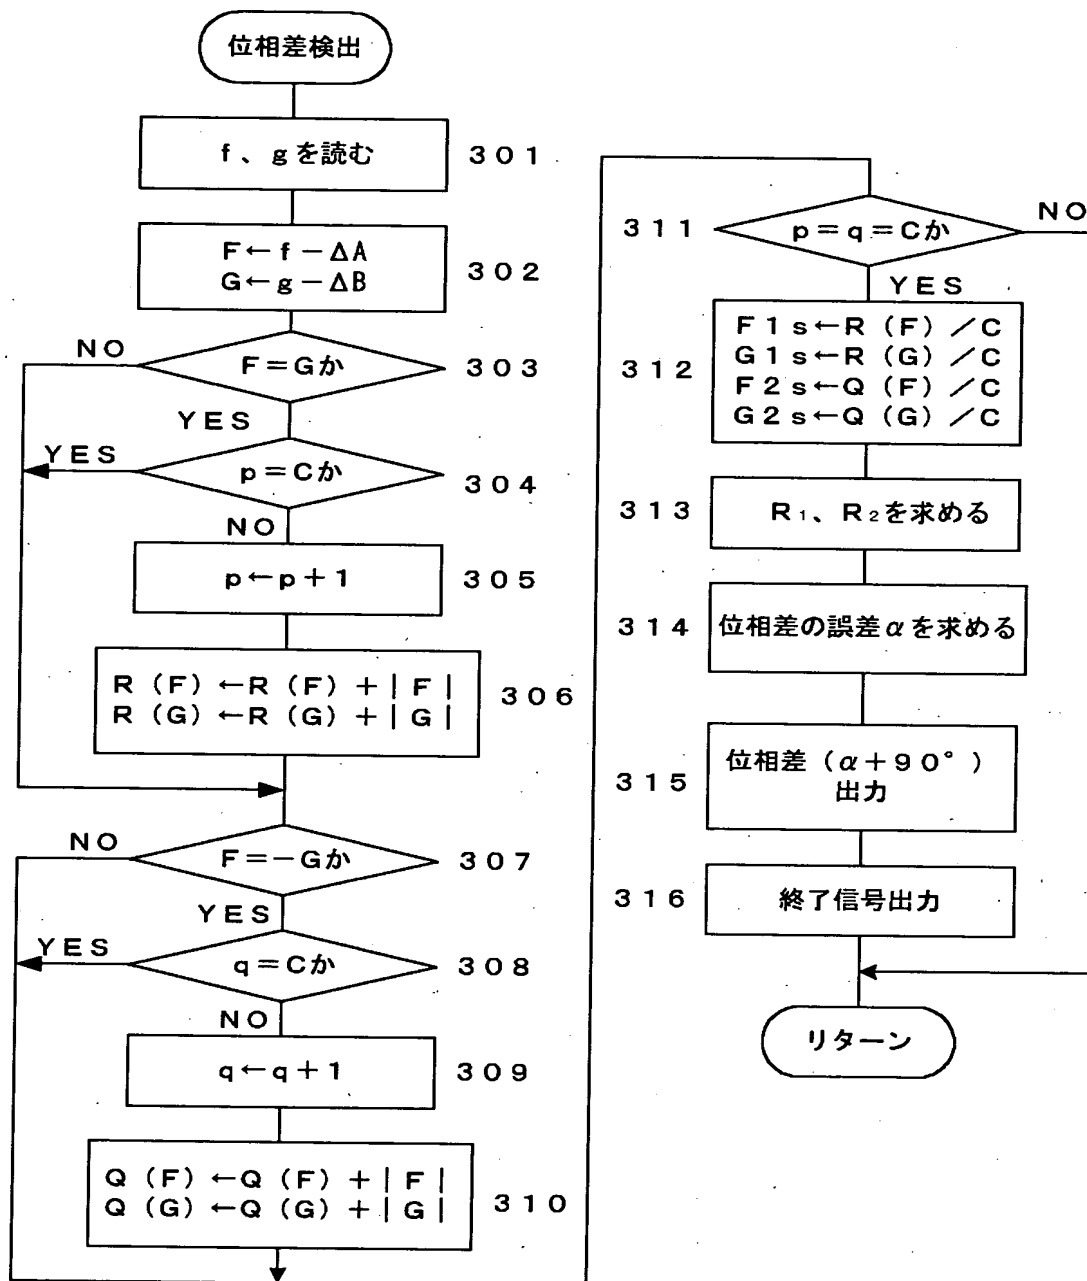 位相差検出
f、gを読む
301
F←f-ΔA
G←g-ΔB
302
NO
F=Gか
303
YES
YES
p=Cか
304
NO
p←p+1
305
R(F)←R(F)+|F|
R(G)←R(G)+|G|
306
NO
F=-Gか
307
YES
YES
q=Cか
308
NO
q←q+1
309
Q(F)←Q(F)+|F|
Q(G)←Q(G)+|G|
310
311
p=q=Cか
NO
YES
312
F1s←R(F)/C
G1s←R(G)/C
F2s←Q(F)/C
G2s←Q(G)/C
313
R₁、R₂を求める
314
位相差の誤差αを求める
315
位相差(α+90°)
出力
316
終了信号出力
リターン